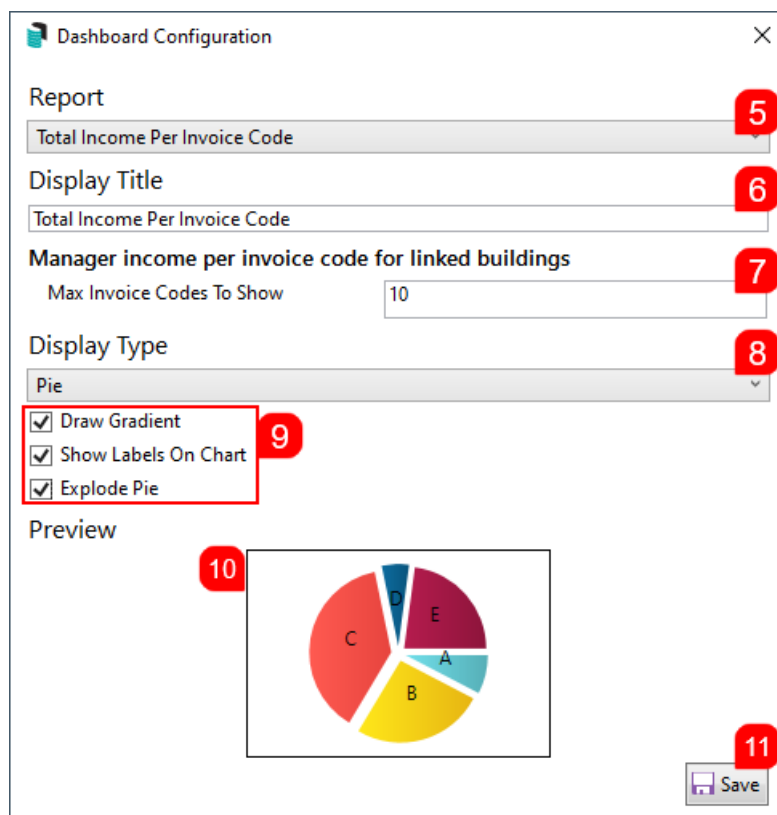 Dashboard Configuration
Report
5
Total Income Per Invoice Code
Display Title
6
Total Income Per Invoice Code
Manager income per invoice code for linked buildings
7
Max Invoice Codes To Show 10
Display Type
8
Pie
Draw Gradient
9
Show Labels On Chart
Explode Pie
Preview
10
D
E
C
A
B
11
Save